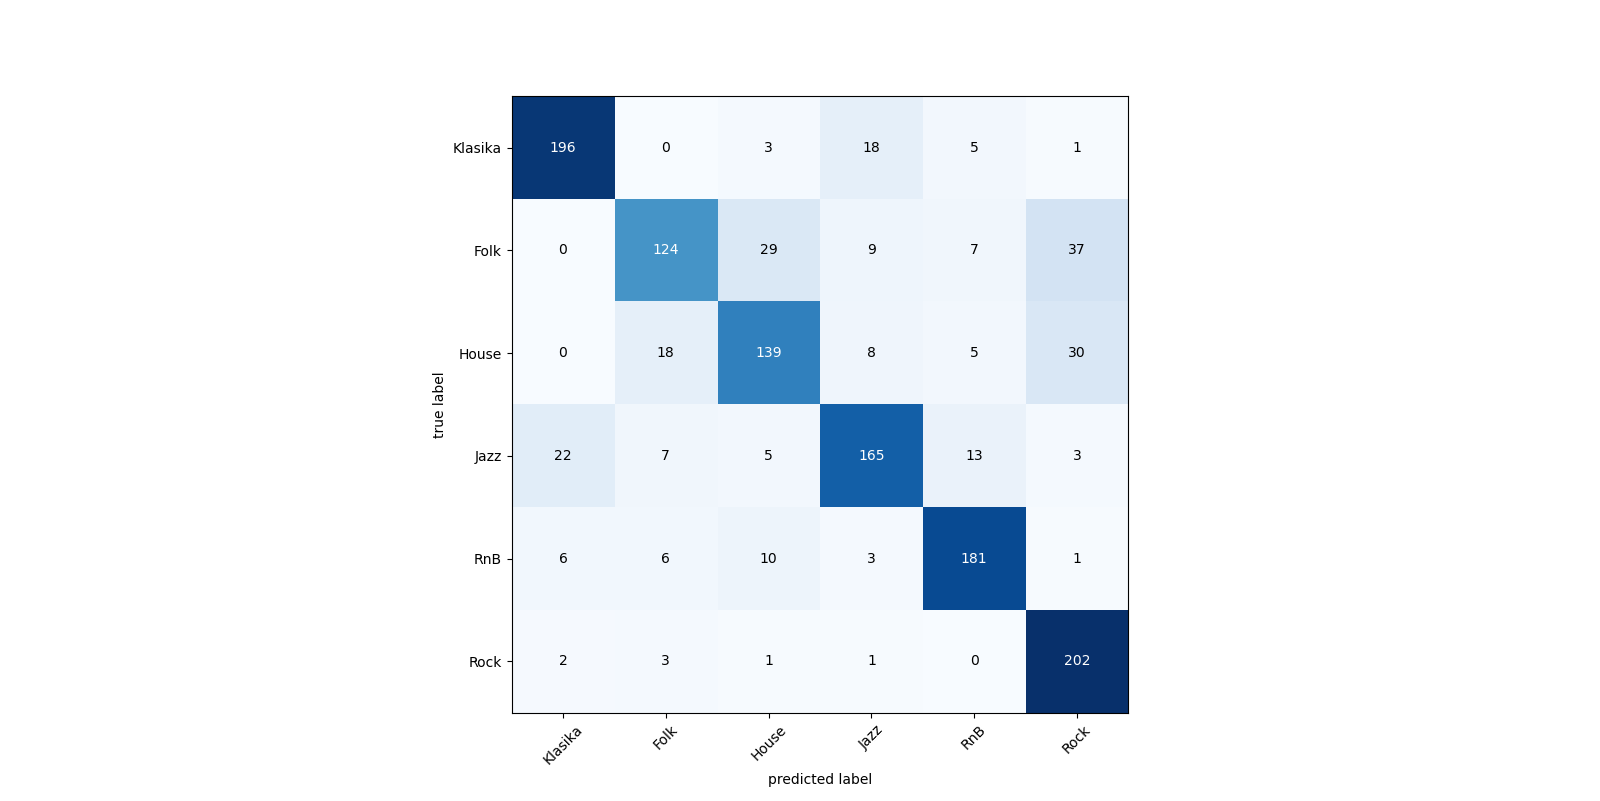 Klasika 196 0 3 18 5 1
Folk 0 124 29 9 7 37
House 0 18 139 8 5 30
Jazz 22 7 5 165 13 3
RnB 6 6 10 3 181 1
Rock 2 3 1 1 0 202
true label
Klasika Folk House Jazz RnB Rock
predicted label